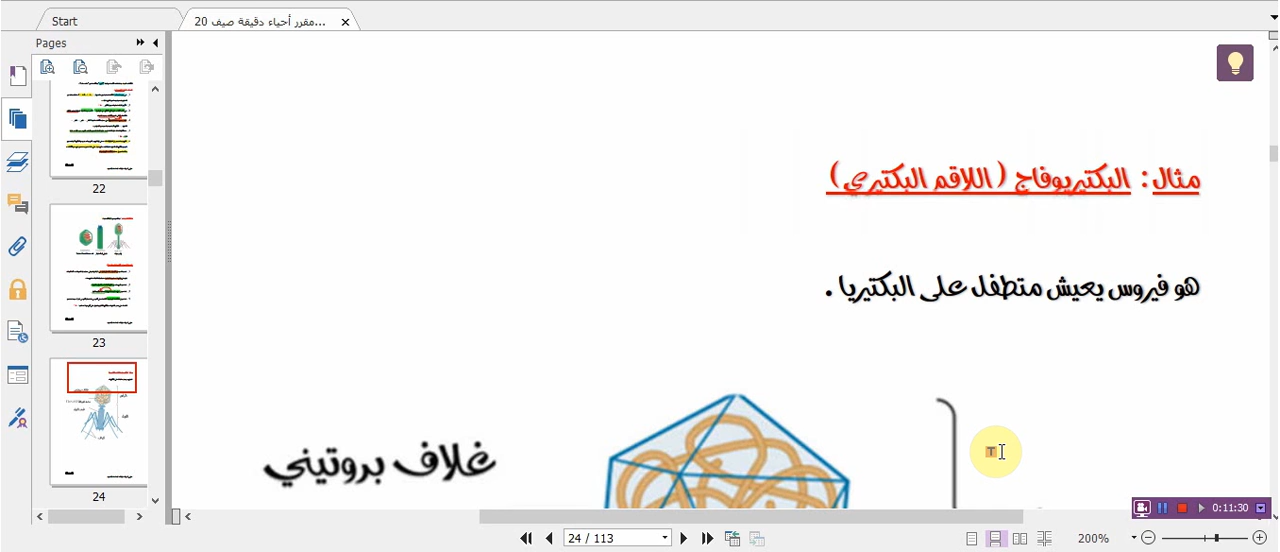 Start
مقرر أحياء دقيقة صيف 20...
Pages
22
23
24
مثال : البكتيريوفاج ( اللاقم البكتيري )
هو فيروس يعيش متطفل على البكتيريا .
غلاف بروتيني
0:11:30
24 / 113
200%